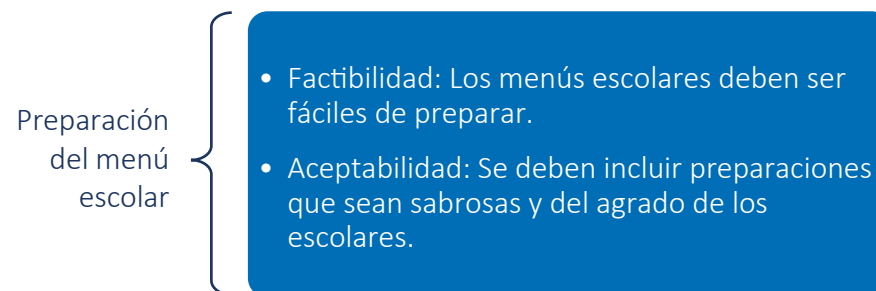 Preparación
del menú
escolar
• Factibilidad: Los menús escolares deben ser
fáciles de preparar.
• Aceptabilidad: Se deben incluir preparaciones
que sean sabrosas y del agrado de los
escolares.